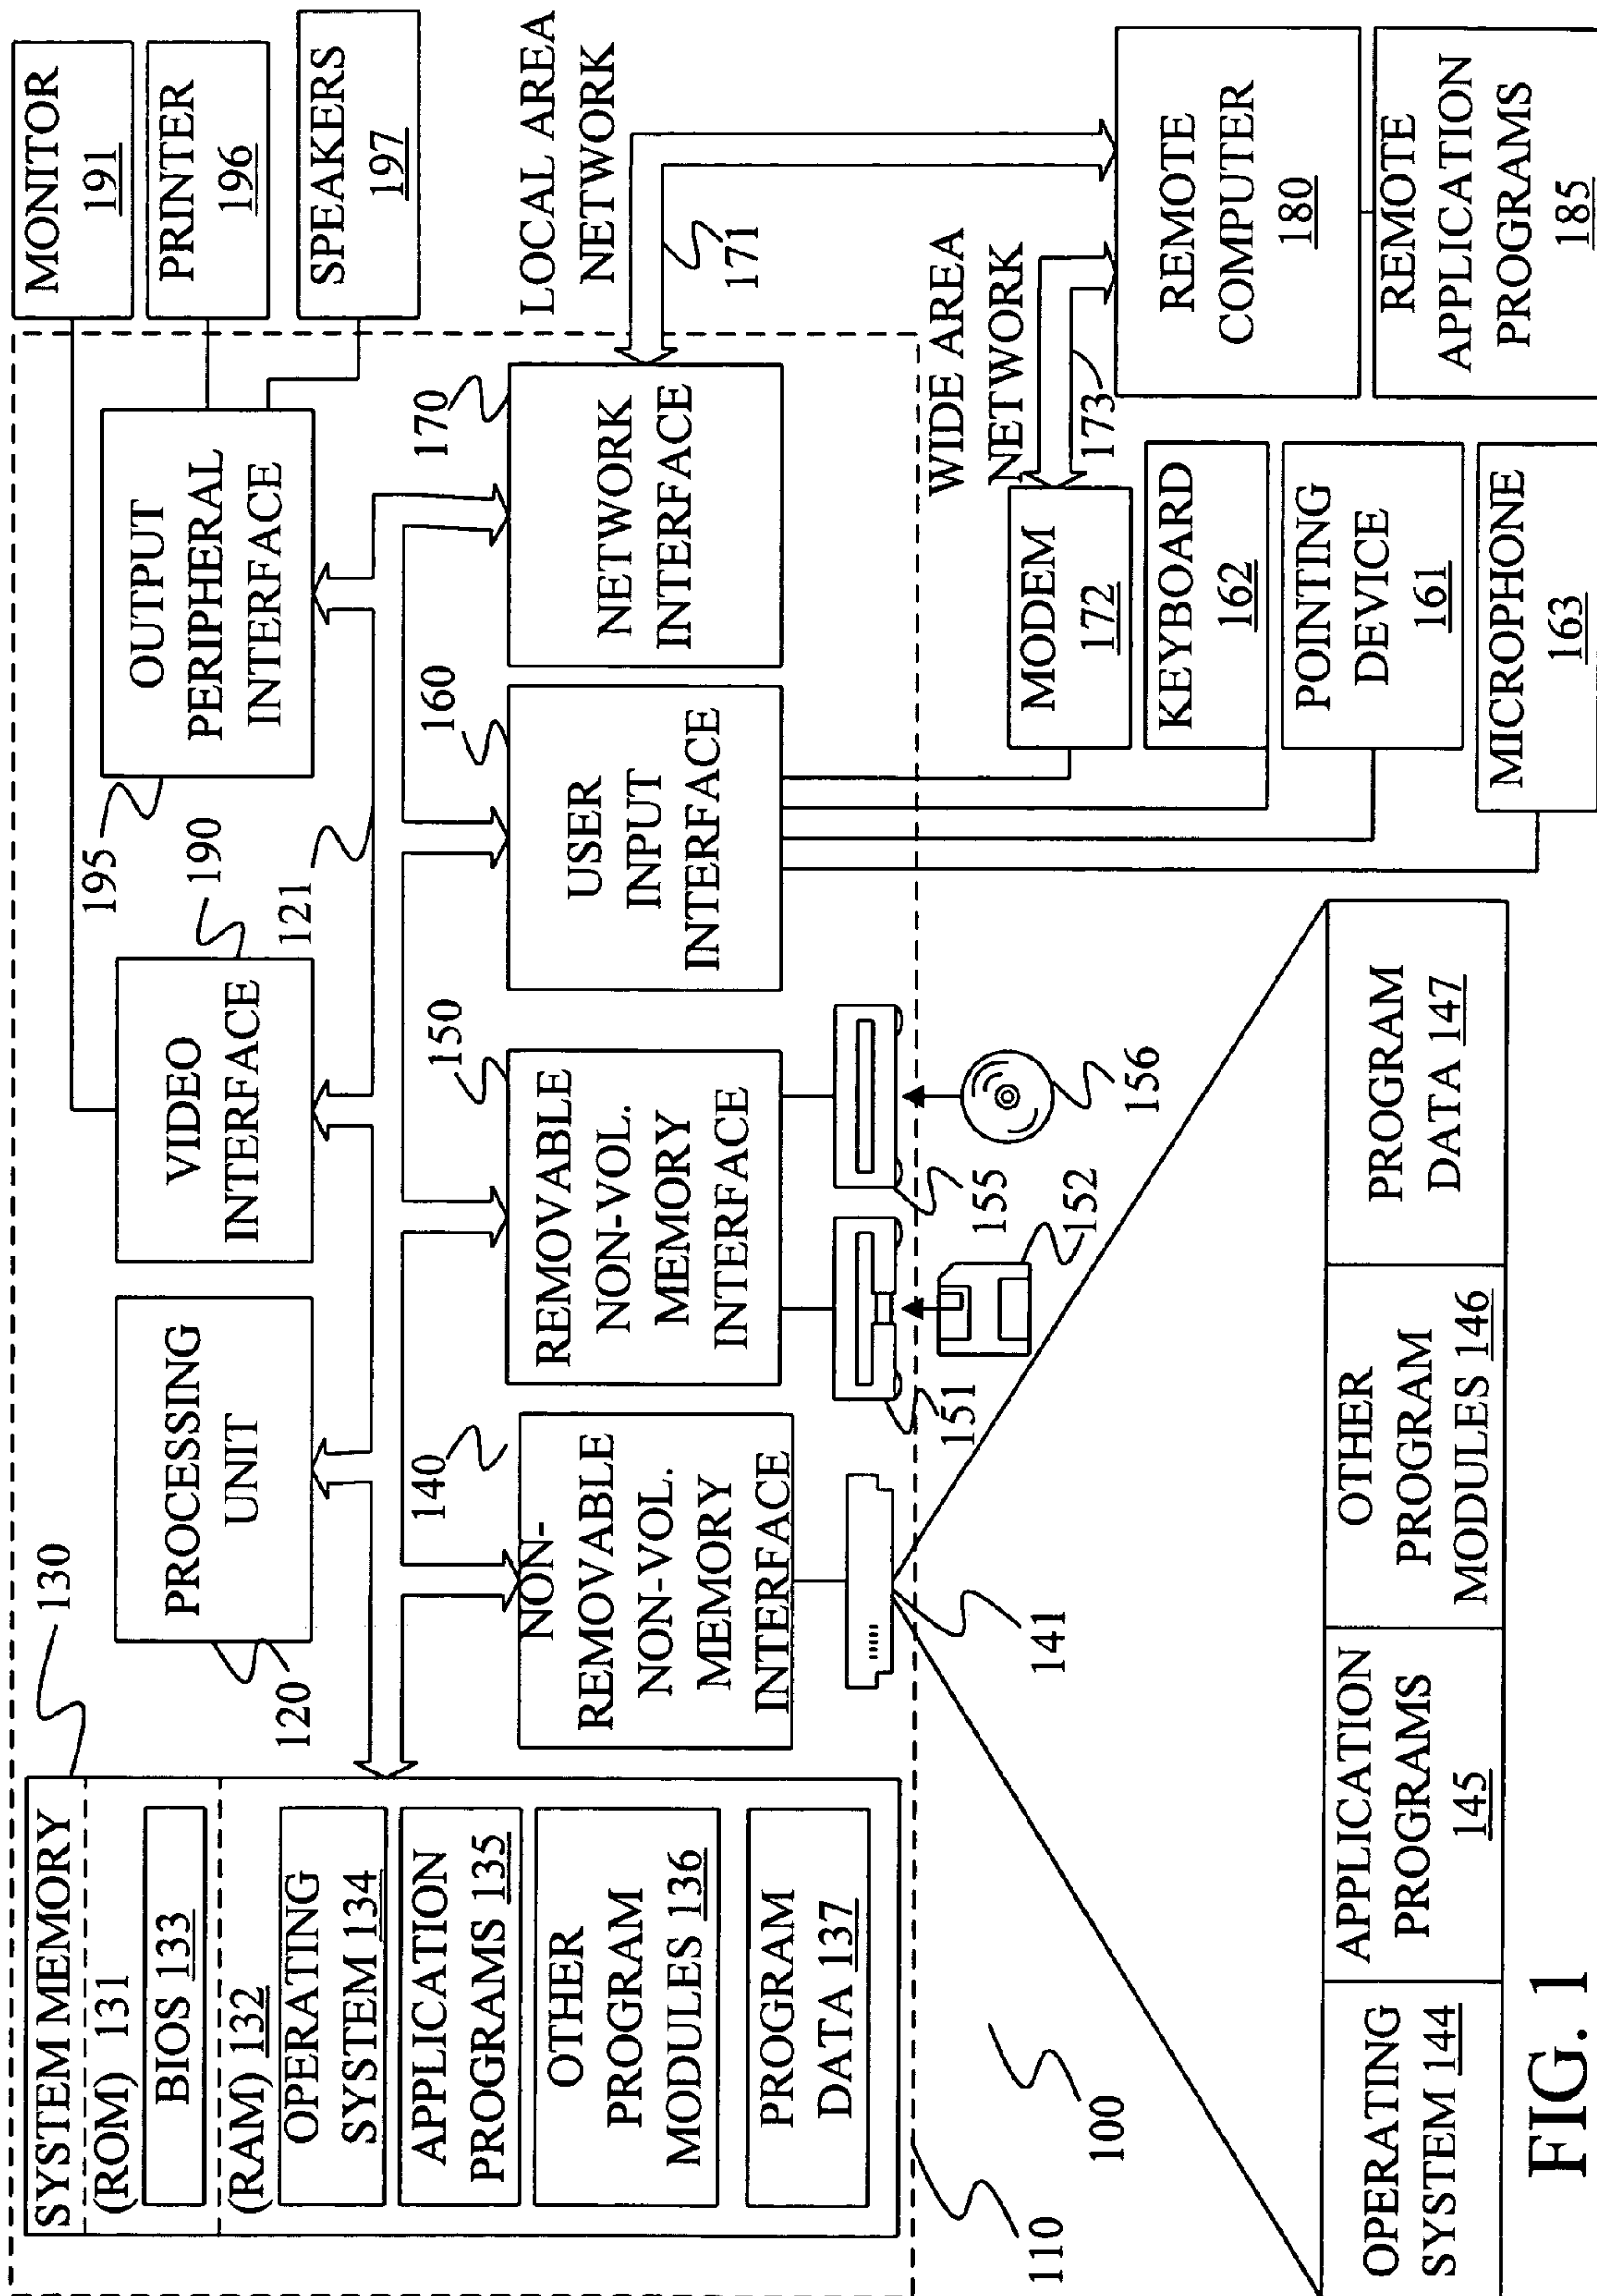 SYSTEM MEMORY
(ROM) 131
BIOS 133
(RAM) 132
OPERATING
SYSTEM 134
APPLICATION
PROGRAMS 135
OTHER
PROGRAM
MODULES 136
PROGRAM
DATA 137
130
PROCESSING
UNIT
120
VIDEO
INTERFACE
190
121
OUTPUT
PERIPHERAL
INTERFACE
195
MONITOR
191
PRINTER
196
SPEAKERS
197
NON-
REMOVABLE
NON-VOL.
MEMORY
INTERFACE
140
REMOVABLE
NON-VOL.
MEMORY
INTERFACE
150
USER
INPUT
INTERFACE
160
NETWORK
INTERFACE
170
LOCAL AREA
NETWORK
171
141
151
152
155
156
WIDE AREA
NETWORK
173
MODEM
172
KEYBOARD
162
POINTING
DEVICE
161
MICROPHONE
163
REMOTE
COMPUTER
180
REMOTE
APPLICATION
PROGRAMS
185
110
100
OPERATING
SYSTEM 144
APPLICATION
PROGRAMS
145
OTHER
PROGRAM
MODULES 146
PROGRAM
DATA 147
FIG. 1